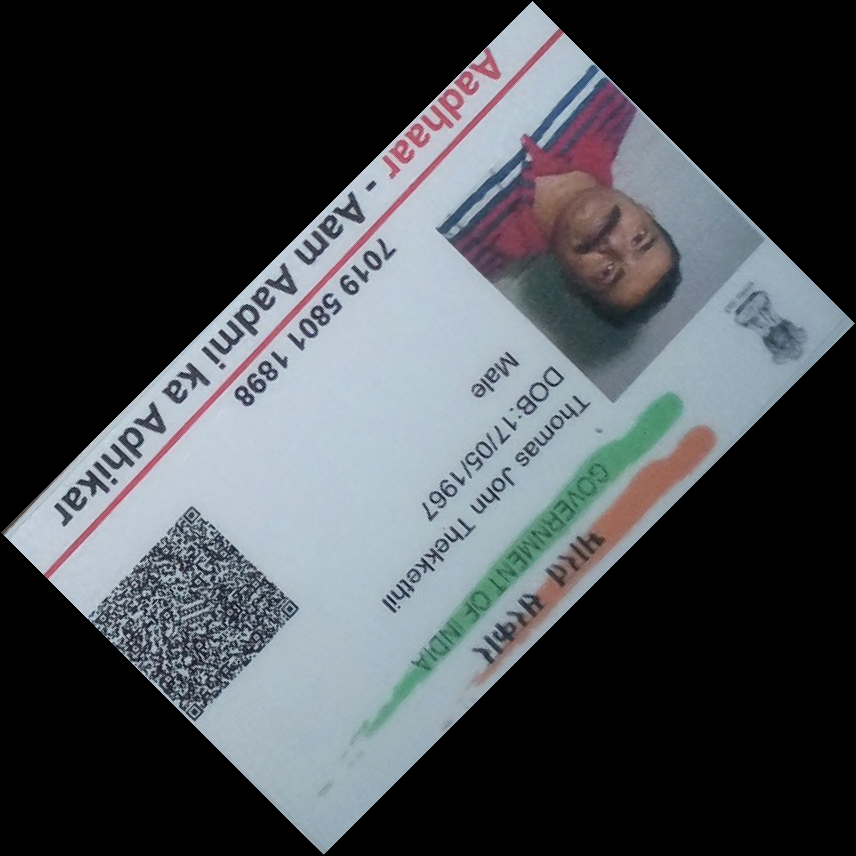 भारत सरकार
GOVERNMENT OF INDIA
Thomas John Thekkethil
DOB:17/05/1967
Male
7019 5801 1898
Aadhaar - Aam Aadmi ka Adhikar